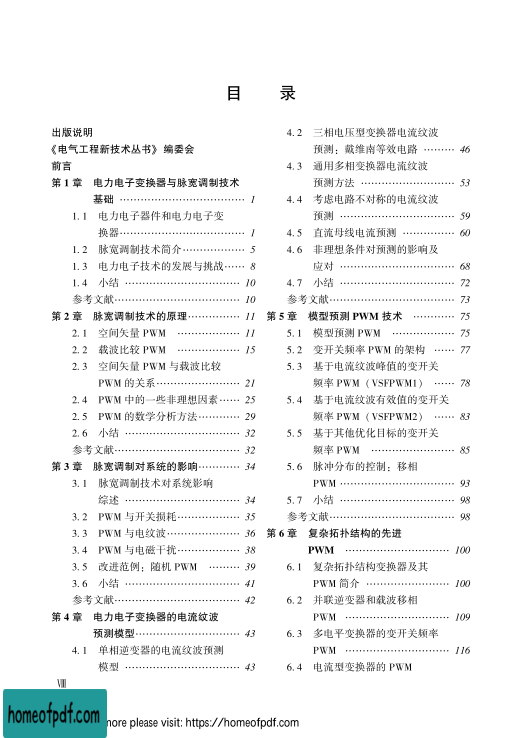 目 录
出版说明
《电气工程新技术丛书》 编委会
前言
第 1 章 电力电子变换器与脉宽调制技术
基础 ································· 1
1. 1 电力电子器件和电力电子变
换器································· 1
1. 2 脉宽调制技术简介················ 5
1. 3 电力电子技术的发展与挑战······ 8
1. 4 小结 ······························ 10
参考文献································· 10
第 2 章 脉宽调制技术的原理··············· 11
2. 1 空间矢量 PWM ················ 11
2. 2 载波比较 PWM ················ 15
2. 3 空间矢量 PWM 与载波比较
PWM 的关系······················ 21
2. 4 PWM 中的一些非理想因素······ 25
2. 5 PWM 的数学分析方法··········· 29
2. 6 小结 ······························ 32
参考文献································· 32
第 3 章 脉宽调制对系统的影响············ 34
3. 1 脉宽调制技术对系统影响
综述 ······························ 34
3. 2 PWM 与开关损耗················· 35
3. 3 PWM 与电纹波··················· 36
3. 4 PWM 与电磁干扰················· 38
3. 5 改进范例: 随机 PWM ········· 39
3. 6 小结 ······························ 41
参考文献································· 42
第 4 章 电力电子变换器的电流纹波
预测模型···························· 43
4. 1 单相逆变器的电流纹波预测
模型 ······························ 43
4. 2 三相电压型变换器电流纹波
预测: 戴维南等效电路 ········· 46
4. 3 通用多相变换器电流纹波
预测方法 ························ 53
4. 4 考虑电路不对称的电流纹波
预测 ······························ 59
4. 5 直流母线电流预测 ·············· 60
4. 6 非理想条件对预测的影响及
应对 ······························ 68
4. 7 小结 ······························ 72
参考文献································· 73
第 5 章 模型预测 PWM 技术 ············ 75
5. 1 模型预测 PWM ················ 75
5. 2 变开关频率 PWM 的架构 ······ 77
5. 3 基于电流纹波峰值的变开关
频率 PWM (VSFPWM1) ······ 78
5. 4 基于电流纹波有效值的变开关
频率 PWM (VSFPWM2) ······ 83
5. 5 基于其他优化目标的变开关
频率 PWM ······················ 85
5. 6 脉冲分布的控制: 移相
PWM ······························ 93
5. 7 小结 ······························ 98
参考文献································· 98
第 6 章 复杂拓扑结构的先进
PWM ··························· 100
6. 1 复杂拓扑结构变换器及其
PWM 简介 ······················ 100
6. 2 并联逆变器和载波移相
PWM ··························· 109
6. 3 多电平变换器的变开关频率
PWM ··························· 116
6. 4 电流型变换器的 PWM
Ⅷ
homeofpdf.com
more please visit: https://homeofpdf.com